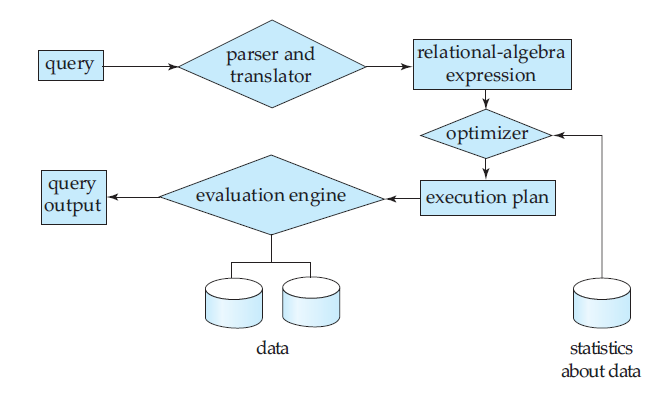 query
parser and
translator
relational-algebra
expression
optimizer
query
output
evaluation engine
execution plan
data
statistics
about data